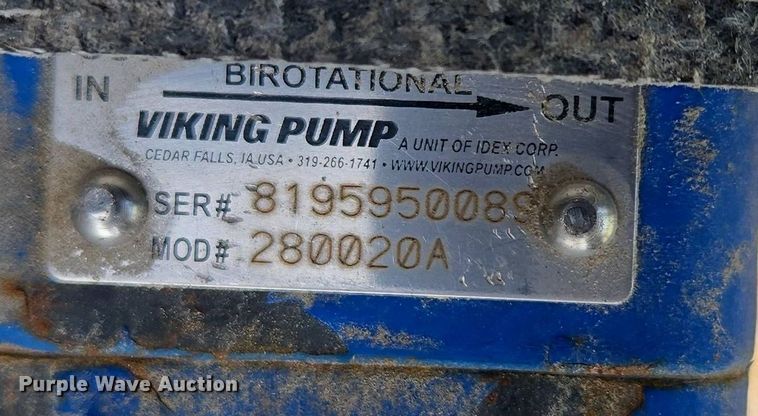 BIROTATIONAL
IN OUT
VIKING PUMP A UNIT OF IDEX CORP.
CEDAR FALLS, IA USA • 319-266-1741 • WWW.VIKINGPUMP.COM
SER#
MOD# 280020A
Purple Wave Auction